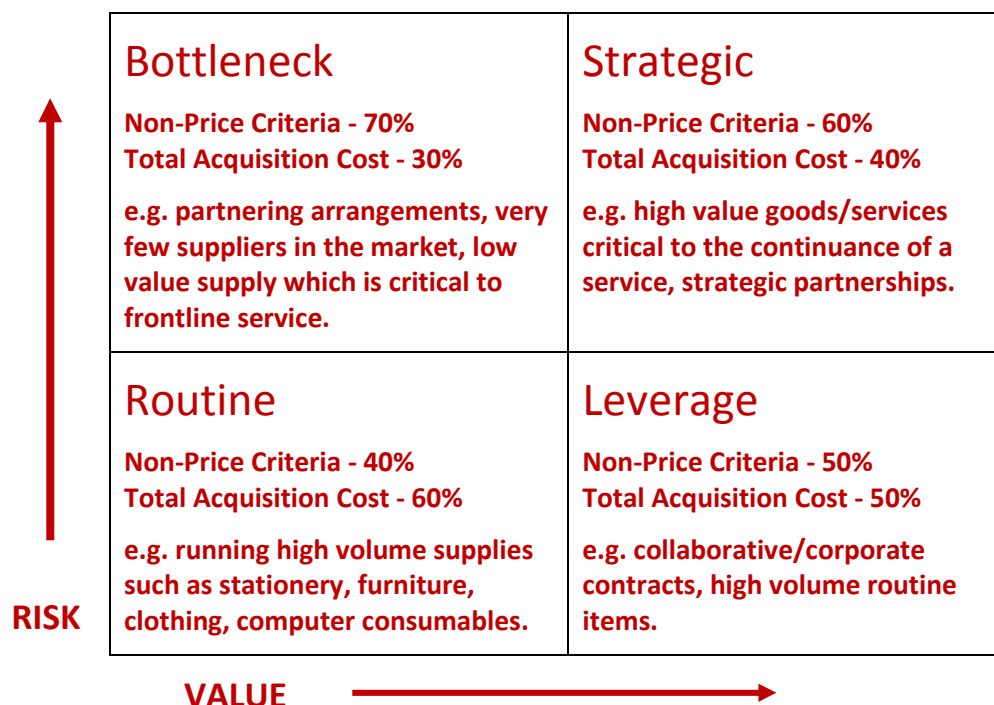 Bottleneck
Non-Price Criteria - 70%
Total Acquisition Cost - 30%
e.g. partnering arrangements, very
few suppliers in the market, low
value supply which is critical to
frontline service.
Strategic
Non-Price Criteria - 60%
Total Acquisition Cost - 40%
e.g. high value goods/services
critical to the continuance of a
service, strategic partnerships.
Routine
Non-Price Criteria - 40%
Total Acquisition Cost - 60%
e.g. running high volume supplies
such as stationery, furniture,
clothing, computer consumables.
Leverage
Non-Price Criteria - 50%
Total Acquisition Cost - 50%
e.g. collaborative/corporate
contracts, high volume routine
items.
RISK
VALUE